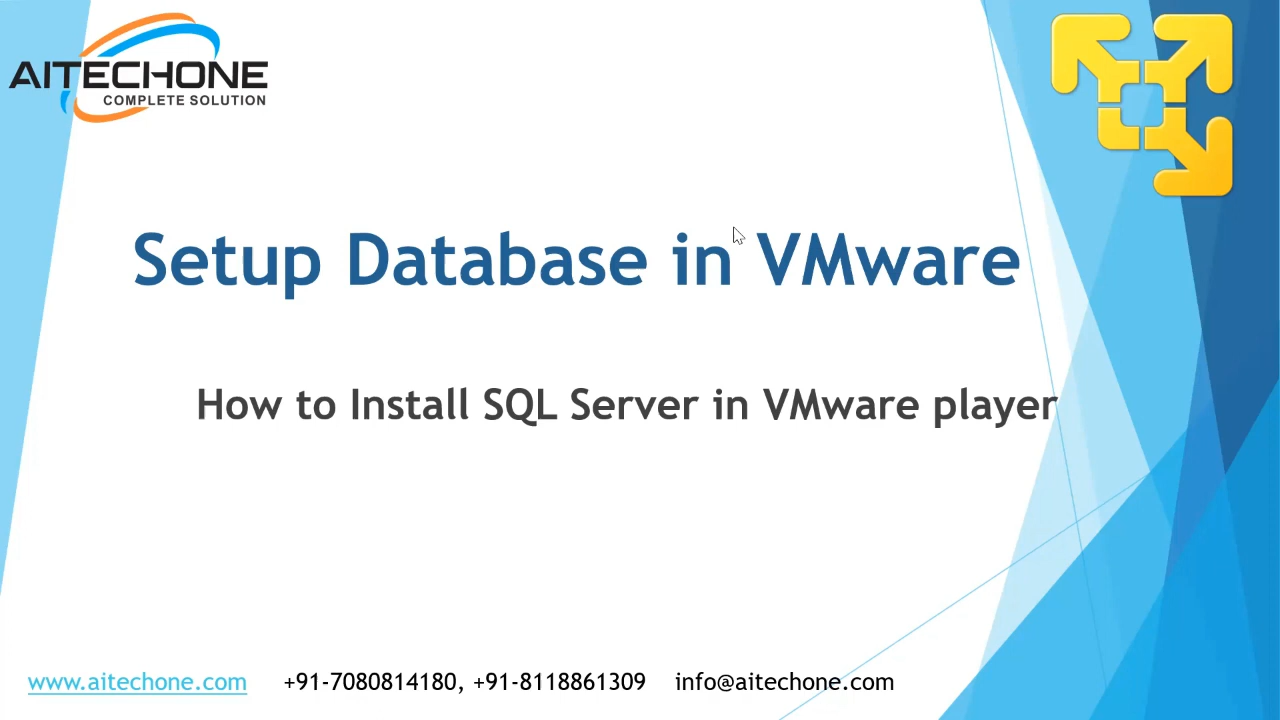 AITECHONE
COMPLETE SOLUTION
Setup Database in VMware
How to Install SQL Server in VMware player
www.aitechone.com +91-7080814180, +91-8118861309 info@aitechone.com